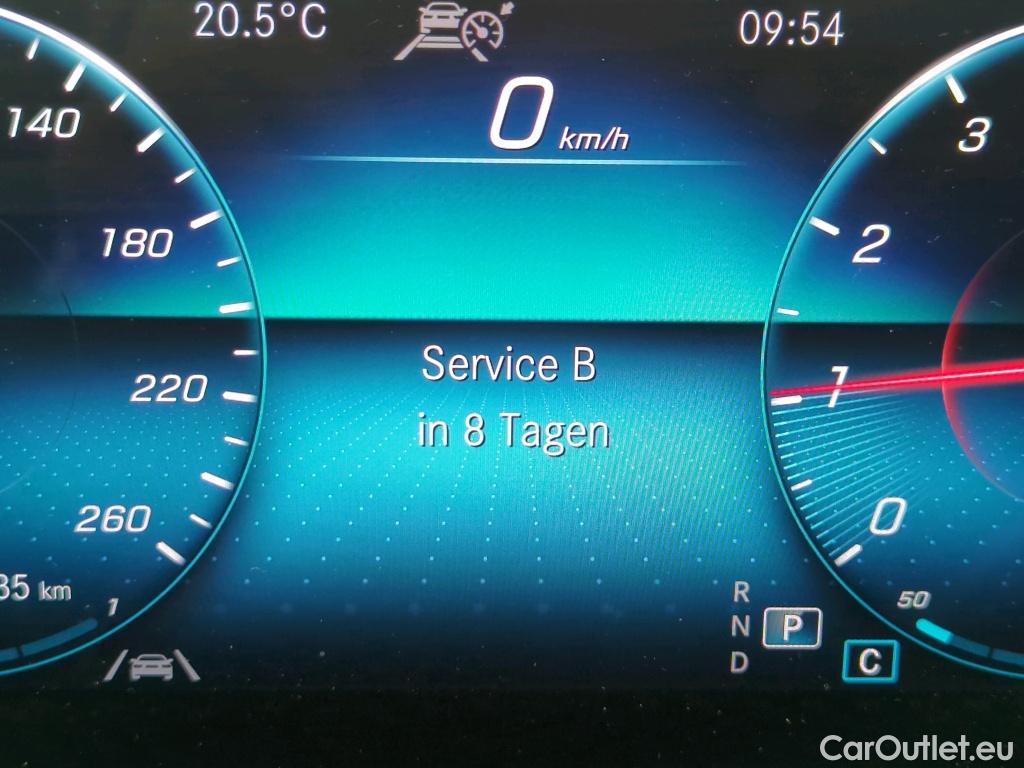 20.5°C
09:54
0 km/h
140
180
220
260
35 km
1
Service B
in 8 Tagen
3
2
1
0
50
R
N
P
D
C
CarOutlet.eu